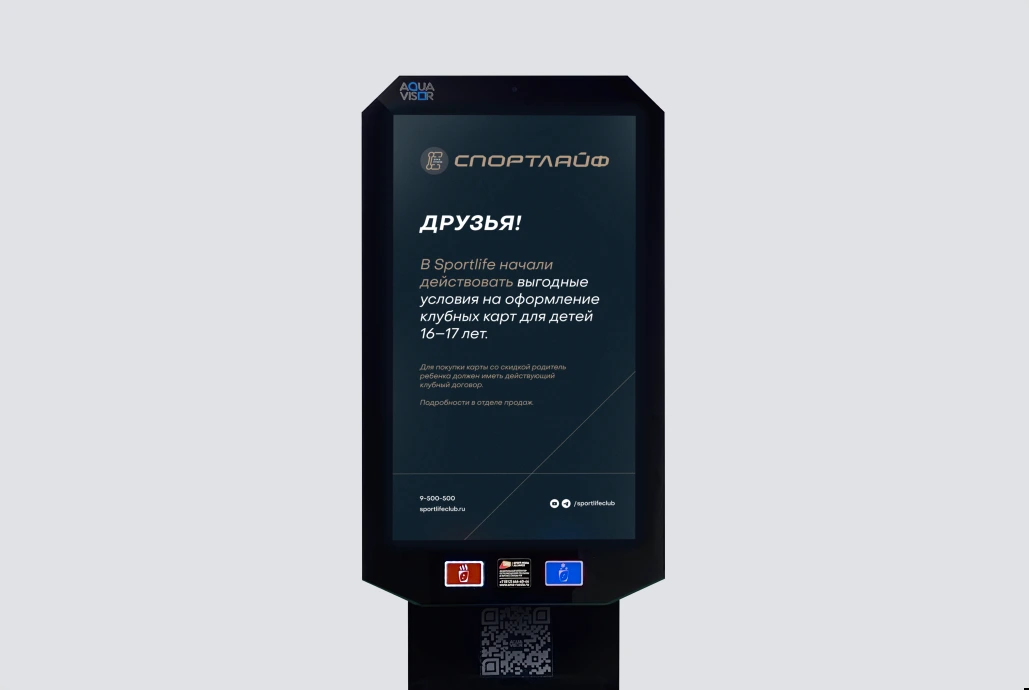 AQUA
VISOR
СПОРТЛАЙФ
ДРУЗЬЯ!
В Sportlife начали
действовать выгодные
условия на оформление
клубных карт для детей
16–17 лет.
Для покупки карты со скидкой родитель
ребенка должен иметь действующий
клубный договор.
Подробности в отделе продаж.
9-500-500
sportlifeclub.ru
/sportlifeclub